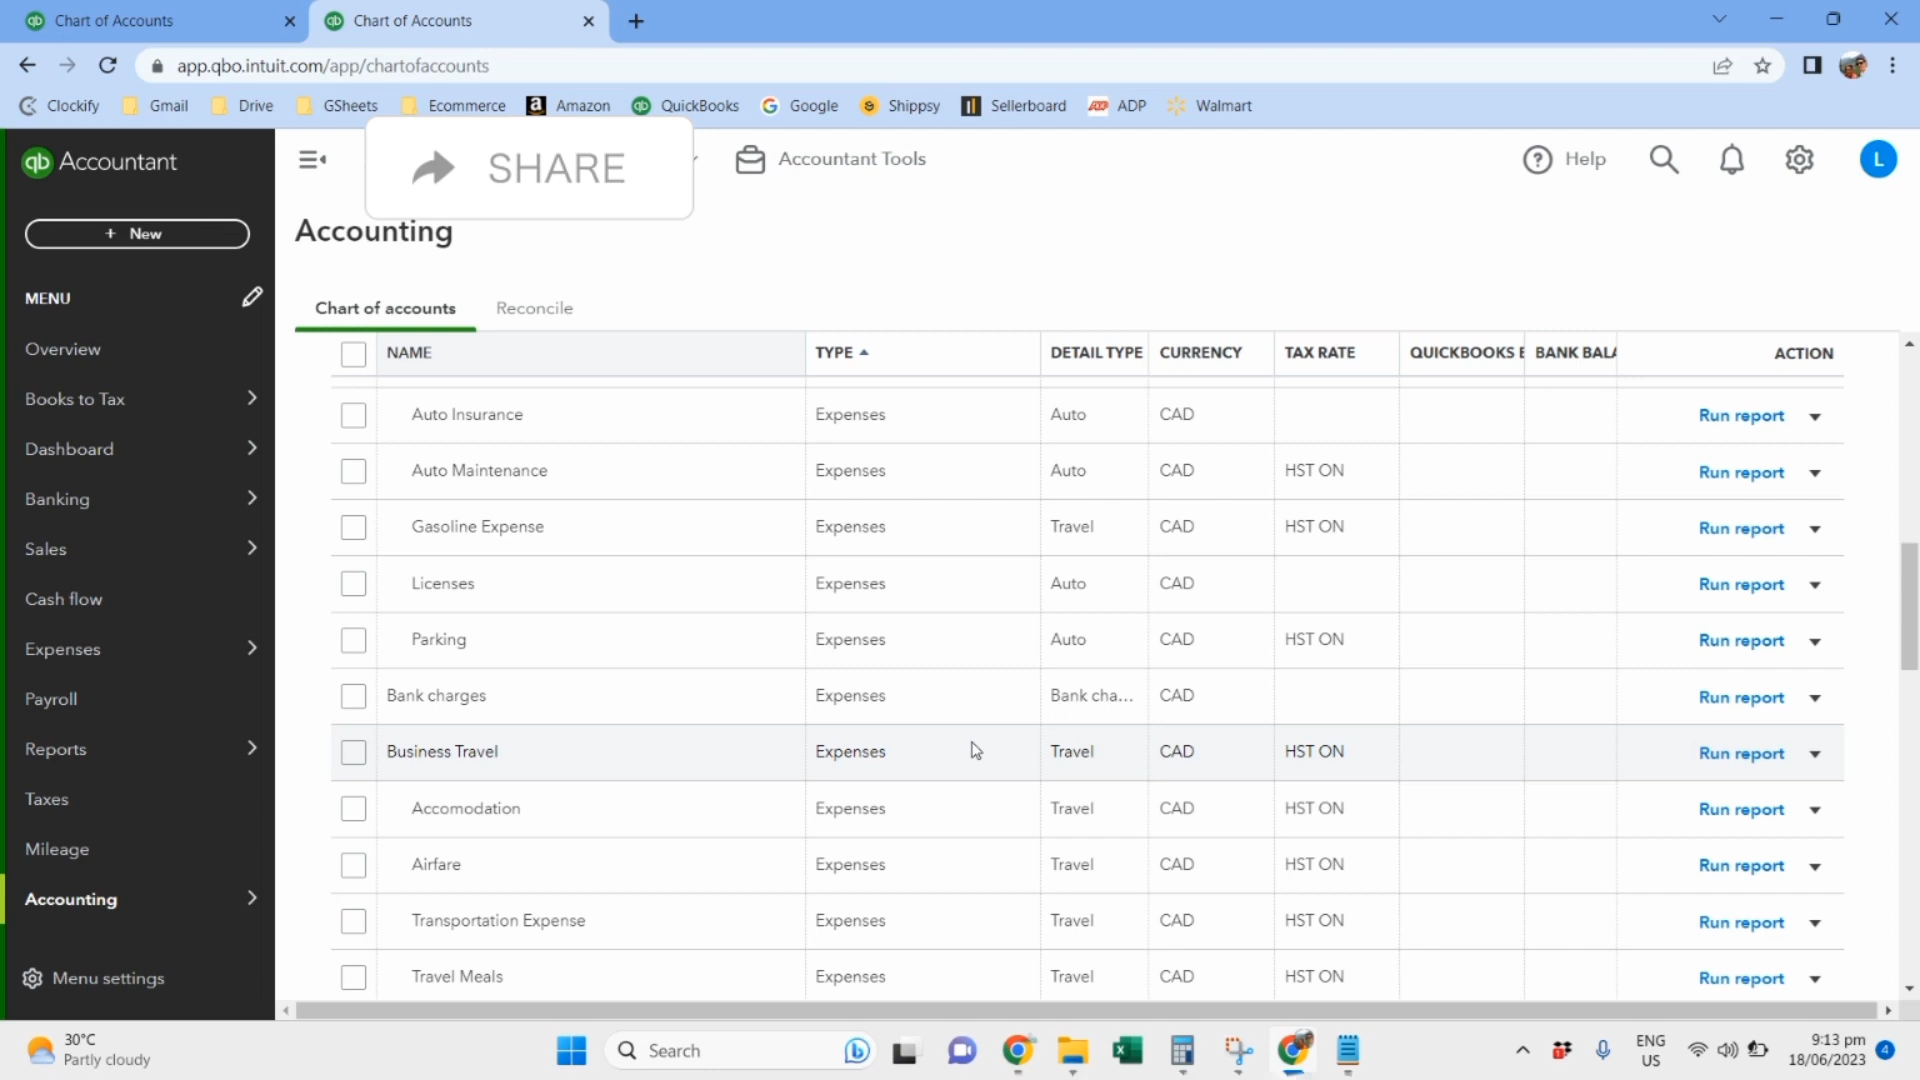 Chart of Accounts
Chart of Accounts
app.qbo.intuit.com/app/chartofaccounts
Clockify Gmail Drive GSheets Ecommerce Amazon QuickBooks Google Shippsy Sellerboard ADP Walmart
qb Accountant
SHARE
Accountant Tools
Help
L
+ New
Accounting
MENU
Chart of accounts Reconcile
Overview
Books to Tax
Dashboard
Banking
Sales
Cash flow
Expenses
Payroll
Reports
Taxes
Mileage
Accounting
Menu settings
NAME TYPE DETAIL TYPE CURRENCY TAX RATE QUICKBOOKS BANK ACTION
Auto Insurance Expenses Auto CAD Run report
Auto Maintenance Expenses Auto CAD HST ON Run report
Gasoline Expense Expenses Travel CAD HST ON Run report
Licenses Expenses Auto CAD Run report
Parking Expenses Auto CAD HST ON Run report
Bank charges Expenses Bank cha... CAD Run report
Business Travel Expenses Travel CAD HST ON Run report
Accomodation Expenses Travel CAD HST ON Run report
Airfare Expenses Travel CAD HST ON Run report
Transportation Expense Expenses Travel CAD HST ON Run report
Travel Meals Expenses Travel CAD HST ON Run report
30°C
Partly cloudy
Search
ENG
US
9:13 pm
18/06/2023
4